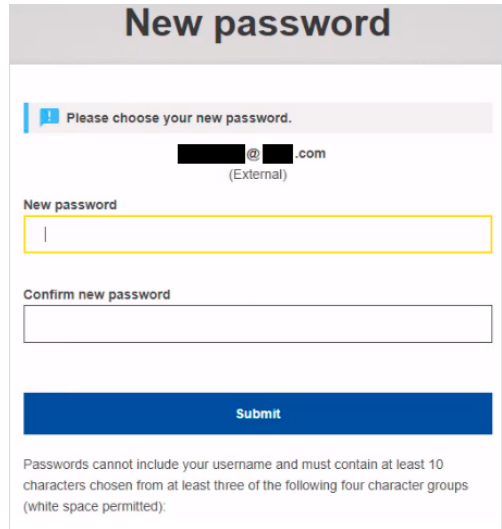 New password
Please choose your new password.
@ .com
(External)
New password
Confirm new password
Submit
Passwords cannot include your username and must contain at least 10
characters chosen from at least three of the following four character groups
(white space permitted):